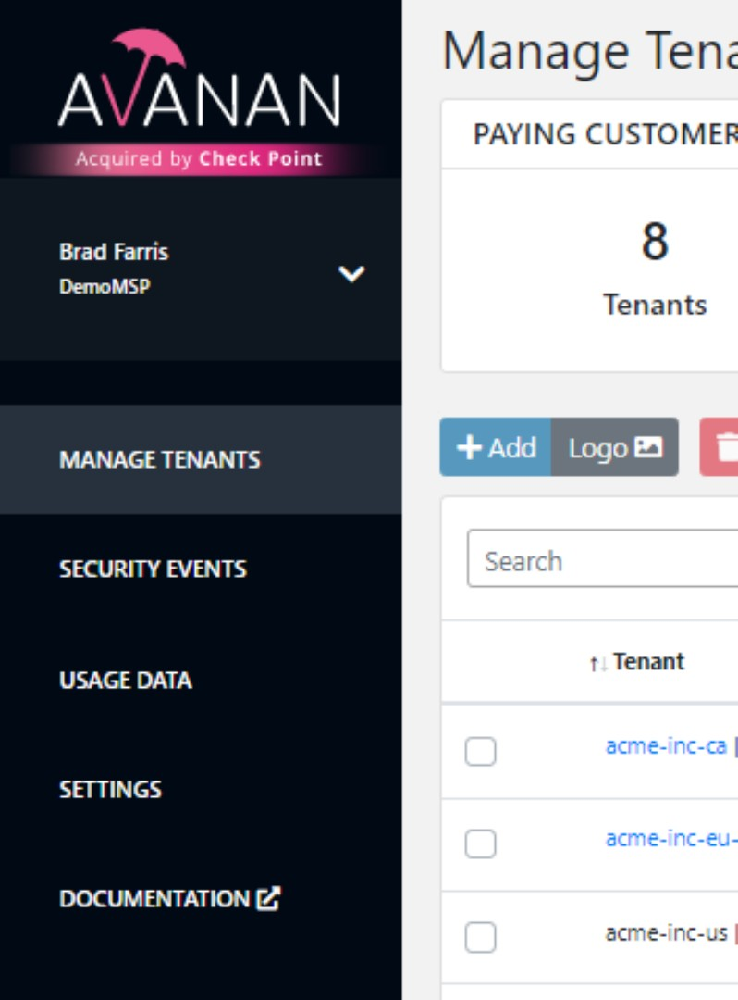 AVANAN
Acquired by Check Point
Brad Farris
DemoMSP
MANAGE TENANTS
SECURITY EVENTS
USAGE DATA
SETTINGS
DOCUMENTATION
Manage Tena
PAYING CUSTOMER
8
Tenants
Add
Logo
Search
Tenant
acme-inc-ca
acme-inc-eu-
acme-inc-us